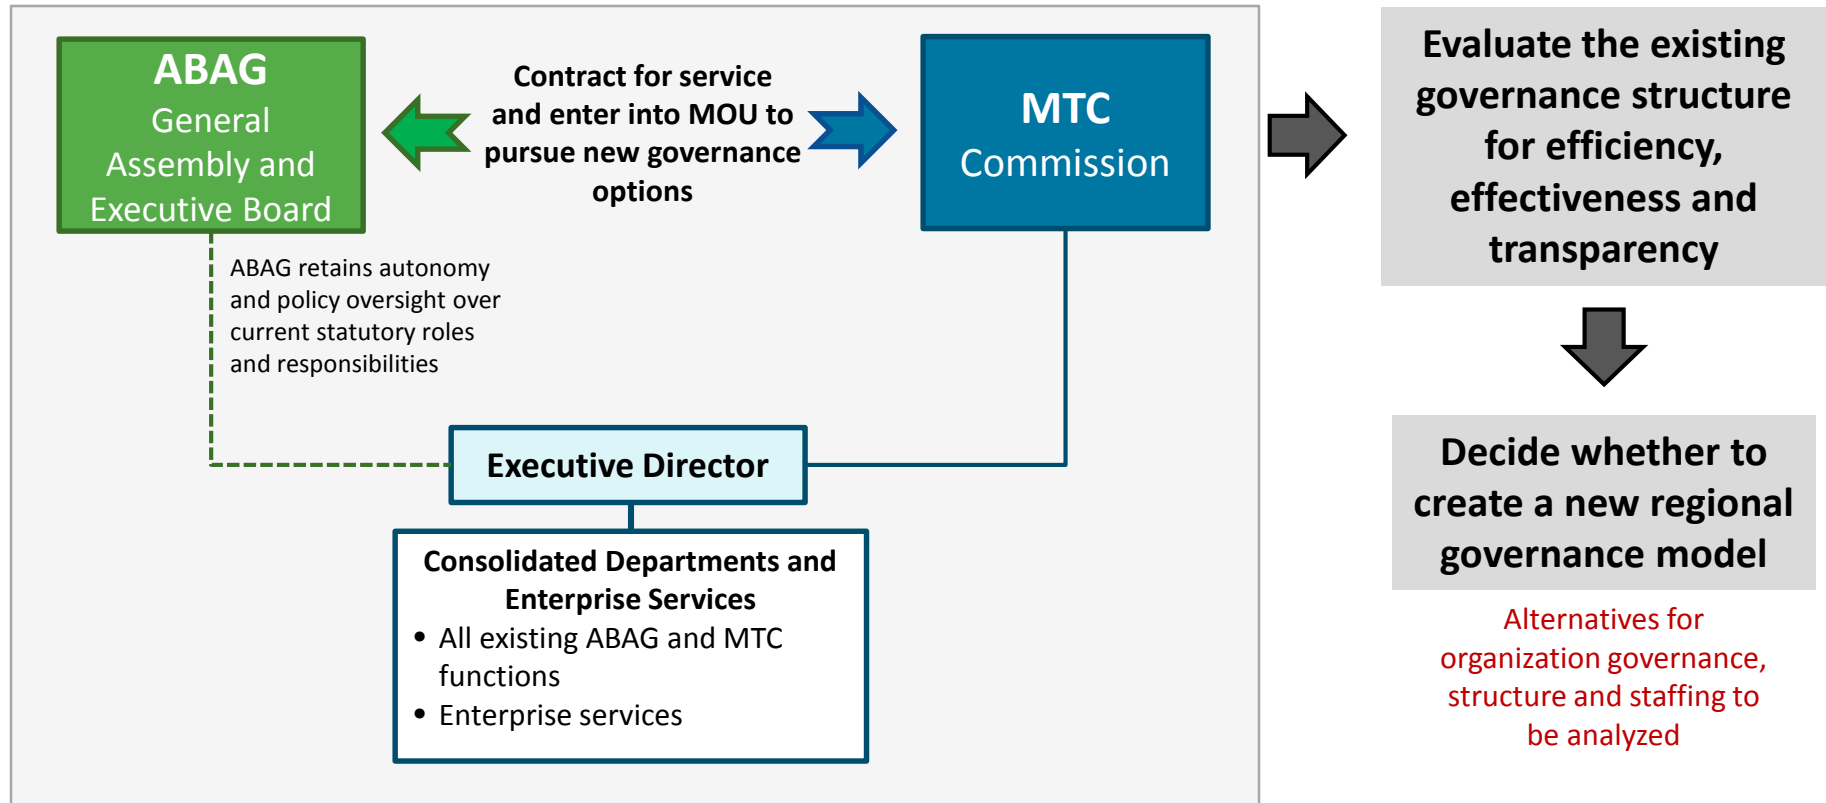 ABAG
General
Assembly and
Executive Board
Contract for service
and enter into MOU to
pursue new governance
options
MTC
Commission
ABAG retains autonomy
and policy oversight over
current statutory roles
and responsibilities
Executive Director
Consolidated Departments and
Enterprise Services
• All existing ABAG and MTC
functions
• Enterprise services
Evaluate the existing
governance structure
for efficiency,
effectiveness and
transparency
Decide whether to
create a new regional
governance model
Alternatives for
organization governance,
structure and staffing to
be analyzed